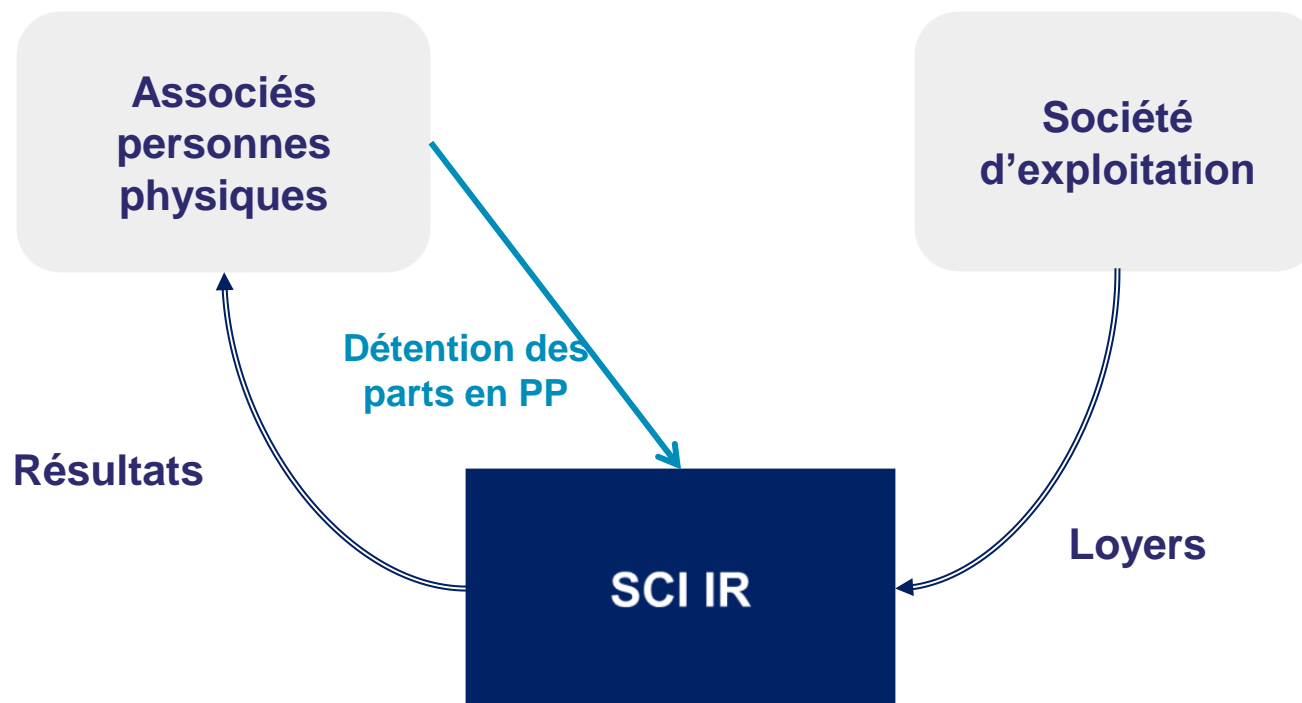 Associés
personnes
physiques
Société
d’exploitation
Détention des
parts en PP
Résultats
Loyers
SCI IR